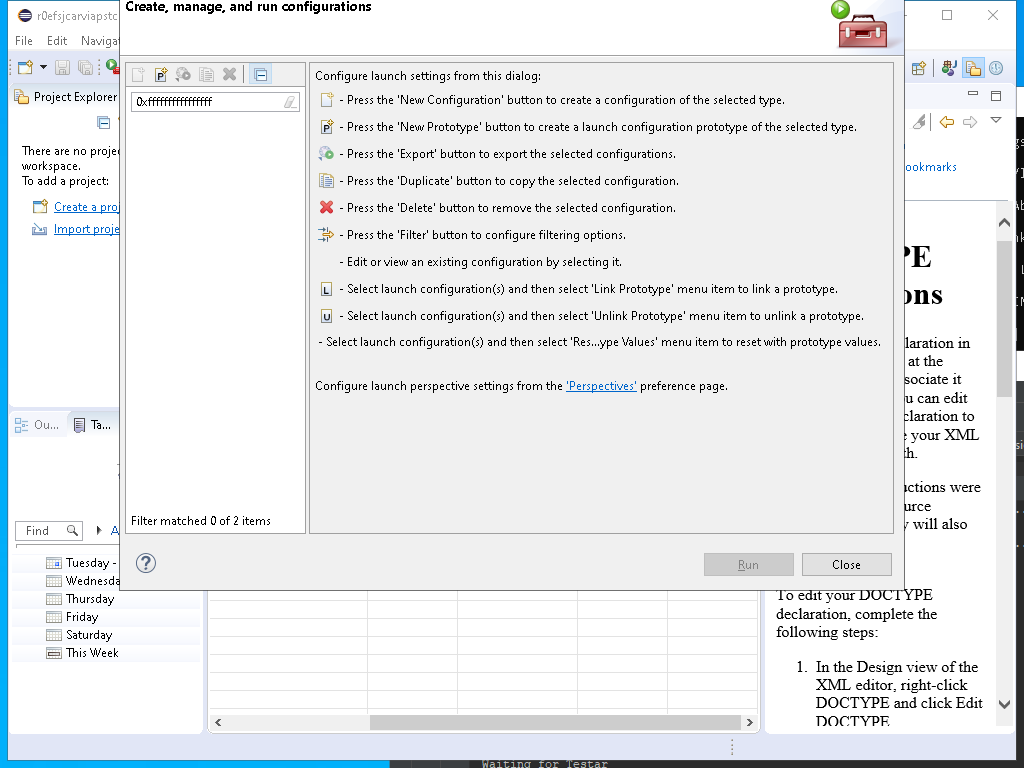 Create, manage, and run configurations
r0efsjcarviapstc
File Edit Navigat
Project Explorer
There are no proje
workspace.
To add a project:
Create a proj
Import proje
0xffffffffffffffff
Filter matched 0 of 2 items
Configure launch settings from this dialog:
- Press the 'New Configuration' button to create a configuration of the selected type.
- Press the 'New Prototype' button to create a launch configuration prototype of the selected type.
- Press the 'Export' button to export the selected configurations.
- Press the 'Duplicate' button to copy the selected configuration.
- Press the 'Delete' button to remove the selected configuration.
- Press the 'Filter' button to configure filtering options.
- Edit or view an existing configuration by selecting it.
- Select launch configuration(s) and then select 'Link Prototype' menu item to link a prototype.
- Select launch configuration(s) and then select 'Unlink Prototype' menu item to unlink a prototype.
- Select launch configuration(s) and then select 'Res...ype Values' menu item to reset with prototype values.
Configure launch perspective settings from the 'Perspectives' preference page.
Run
Close
Ou...
Ta...
Find
A
Tuesday -
Wednesda
Thursday
Friday
Saturday
This Week
ookmarks
PE
ons
laration in
at the
sociate it
u can edit
claration to
e your XML
th.
uctions were
urce
y will also
To edit your DOCTYPE
declaration, complete the
following steps:
1. In the Design view of the
XML editor, right-click
DOCTYPE and click Edit
DOCTYPE
Waiting for Testar